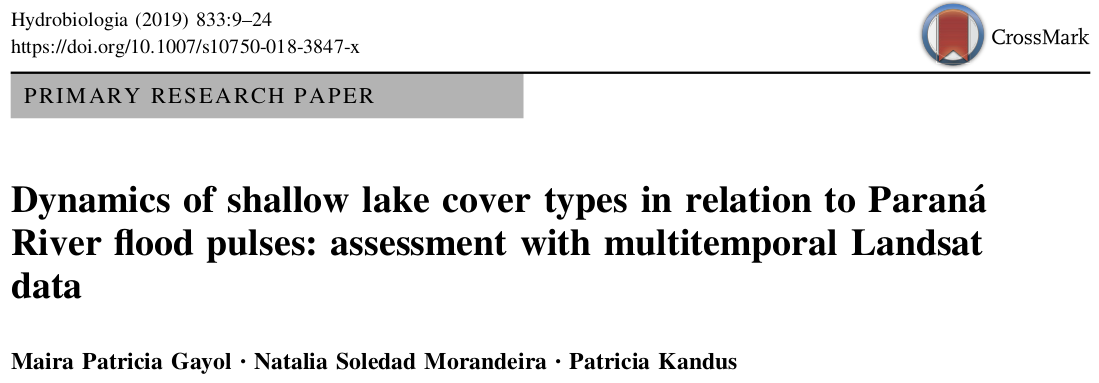 Hydrobiologia (2019) 833:9–24
https://doi.org/10.1007/s10750-018-3847-x
CrossMark
PRIMARY RESEARCH PAPER
Dynamics of shallow lake cover types in relation to Paraná
River flood pulses: assessment with multitemporal Landsat
data
Maira Patricia Gayol · Natalia Soledad Morandeira · Patricia Kandus